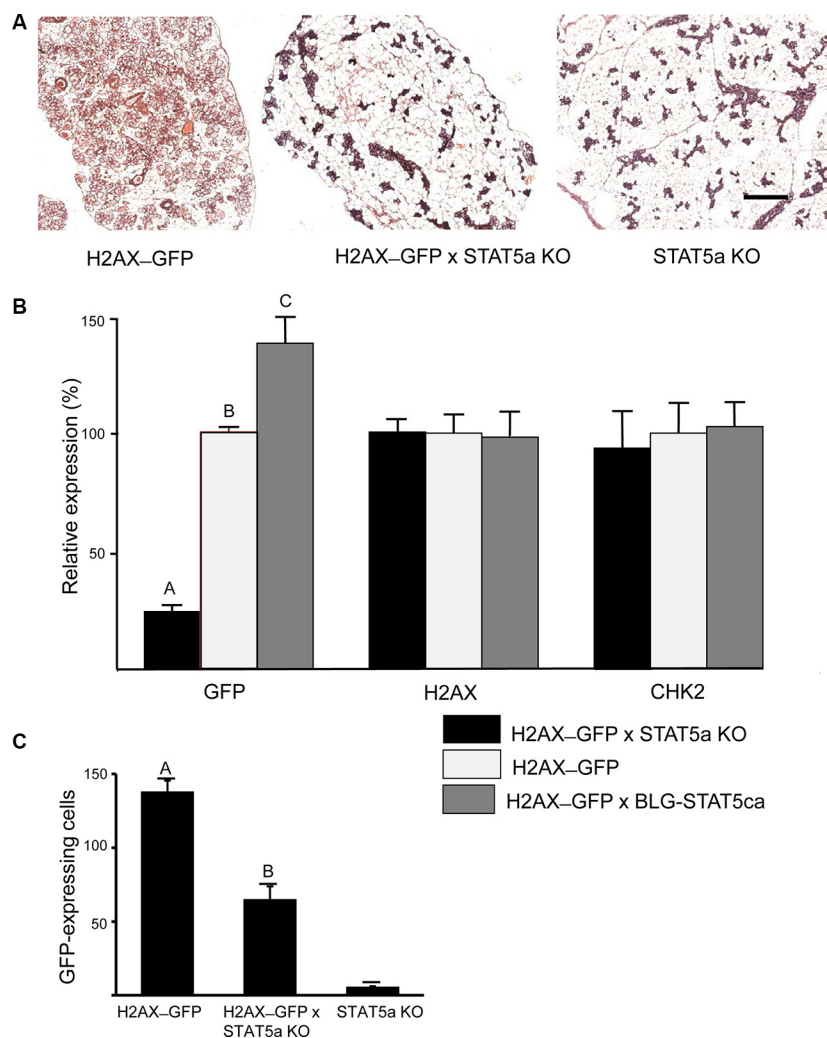 A
H2AX–GFP
H2AX–GFP x STAT5a KO
STAT5a KO
B
Relative expression (%)
150
100
50
A
B
C
GFP
H2AX
CHK2
H2AX–GFP x STAT5a KO
H2AX–GFP
H2AX–GFP x BLG-STAT5ca
C
GFP-expressing cells
150
100
50
A
B
H2AX–GFP
H2AX–GFP x
STAT5a KO
STAT5a KO